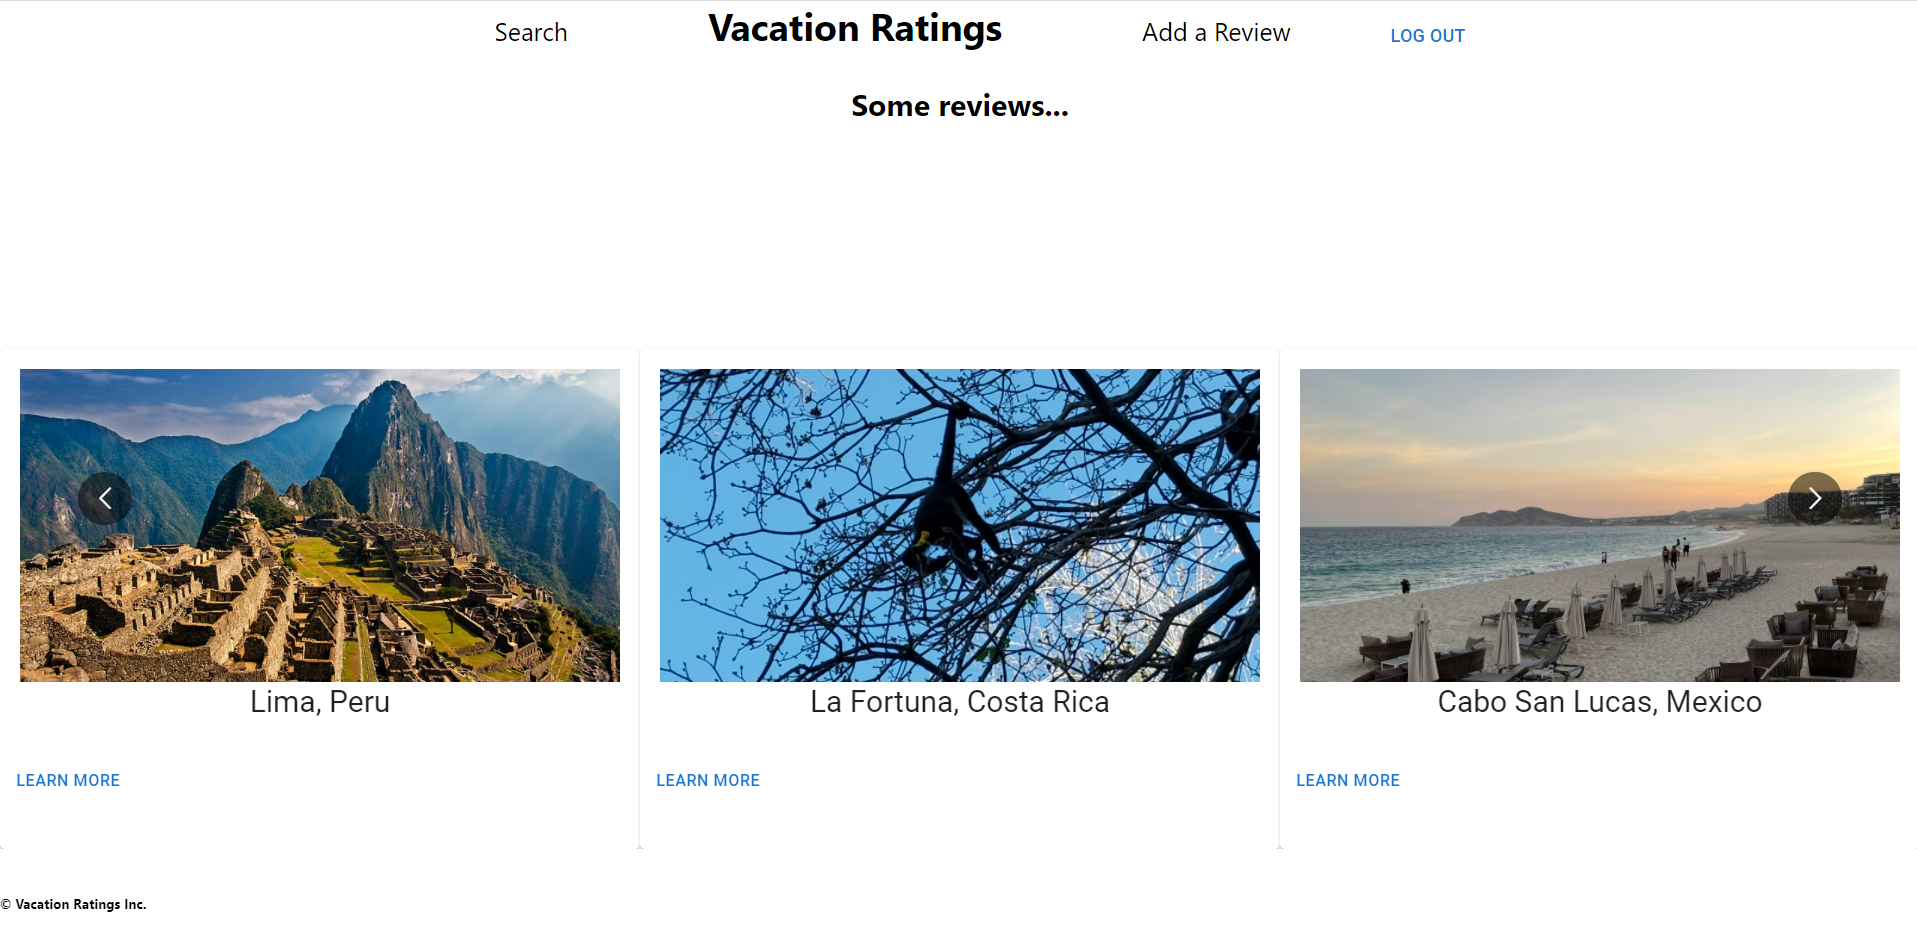 Search
Vacation Ratings
Add a Review
LOG OUT
Some reviews...
Lima, Peru
La Fortuna, Costa Rica
Cabo San Lucas, Mexico
LEARN MORE
LEARN MORE
LEARN MORE
© Vacation Ratings Inc.